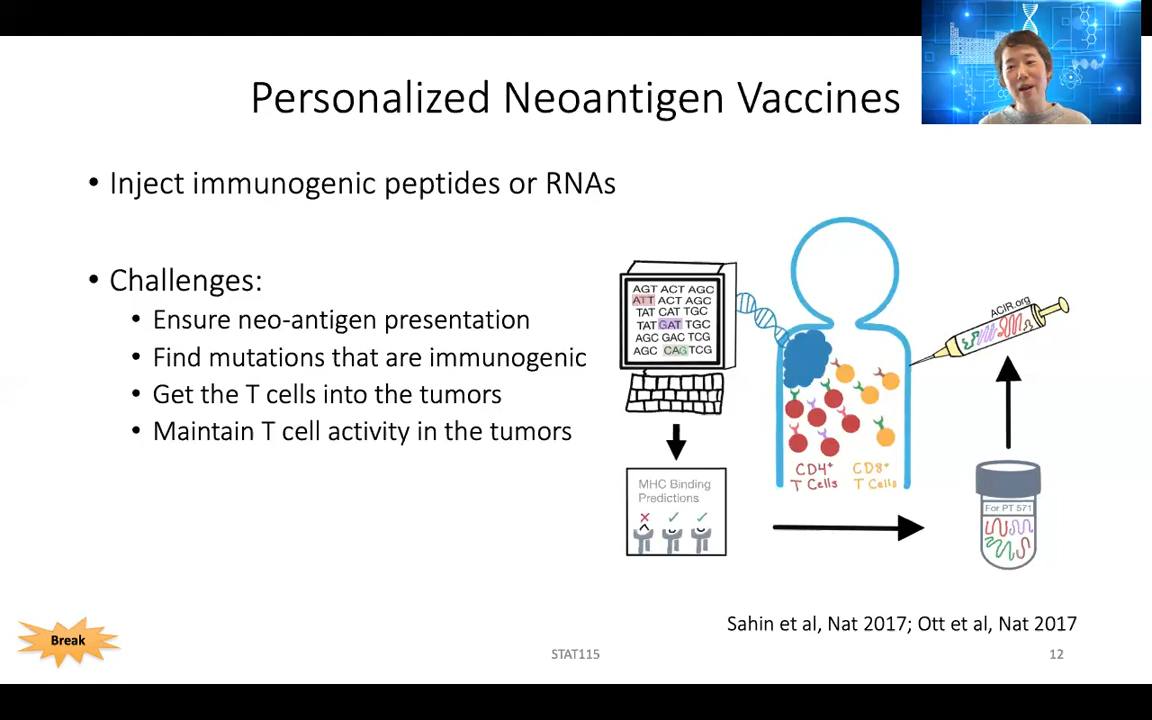 Personalized Neoantigen Vaccines
• Inject immunogenic peptides or RNAs
• Challenges:
• Ensure neo-antigen presentation
• Find mutations that are immunogenic
• Get the T cells into the tumors
• Maintain T cell activity in the tumors
AGT ACT AGC
ATT ACT AGC
TAT CAT TGC
TAT GAT TGC
AGC GAC TCG
AGC CAG TCG
MHC Binding
Predictions
CD4+
T Cells
CD8+
T Cells
ACIR.org
For PT 571
Sahin et al, Nat 2017; Ott et al, Nat 2017
Break
STAT115
12